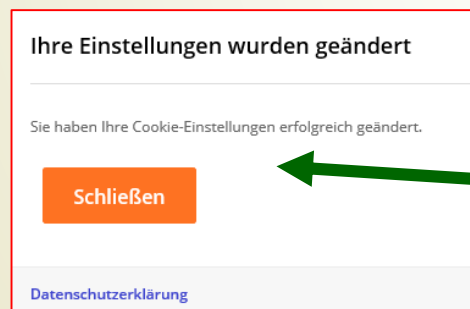 Ihre Einstellungen wurden geändert
Sie haben Ihre Cookie-Einstellungen erfolgreich geändert.
Schließen
Datenschutzerklärung